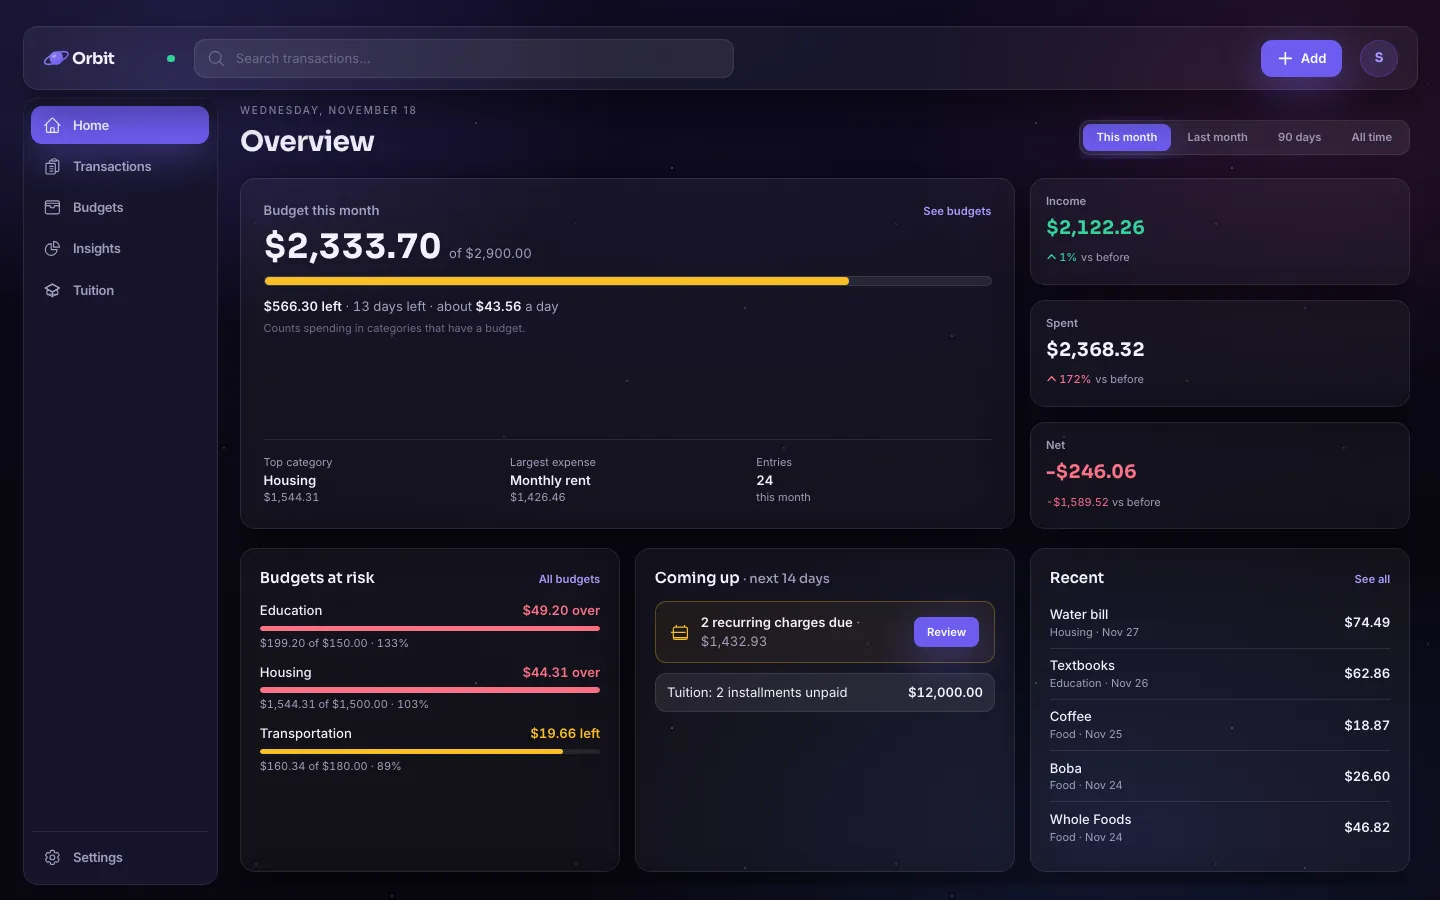 Orbit
Search transactions...
Add
S
Home
Transactions
Budgets
Insights
Tuition
Settings
WEDNESDAY, NOVEMBER 18
Overview
This month
Last month
90 days
All time
Budget this month
See budgets
$2,333.70 of $2,900.00
$566.30 left · 13 days left · about $43.56 a day
Counts spending in categories that have a budget.
Top category
Housing
$1,544.31
Largest expense
Monthly rent
$1,426.46
Entries
24
this month
Income
$2,122.26
1% vs before
Spent
$2,368.32
172% vs before
Net
-$246.06
-$1,589.52 vs before
Budgets at risk
All budgets
Education
$49.20 over
$199.20 of $150.00 · 133%
Housing
$44.31 over
$1,544.31 of $1,500.00 · 103%
Transportation
$19.66 left
$160.34 of $180.00 · 89%
Coming up · next 14 days
2 recurring charges due ·
$1,432.93
Review
Tuition: 2 installments unpaid
$12,000.00
Recent
See all
Water bill
Housing · Nov 27
$74.49
Textbooks
Education · Nov 26
$62.86
Coffee
Food · Nov 25
$18.87
Boba
Food · Nov 24
$26.60
Whole Foods
Food · Nov 24
$46.82